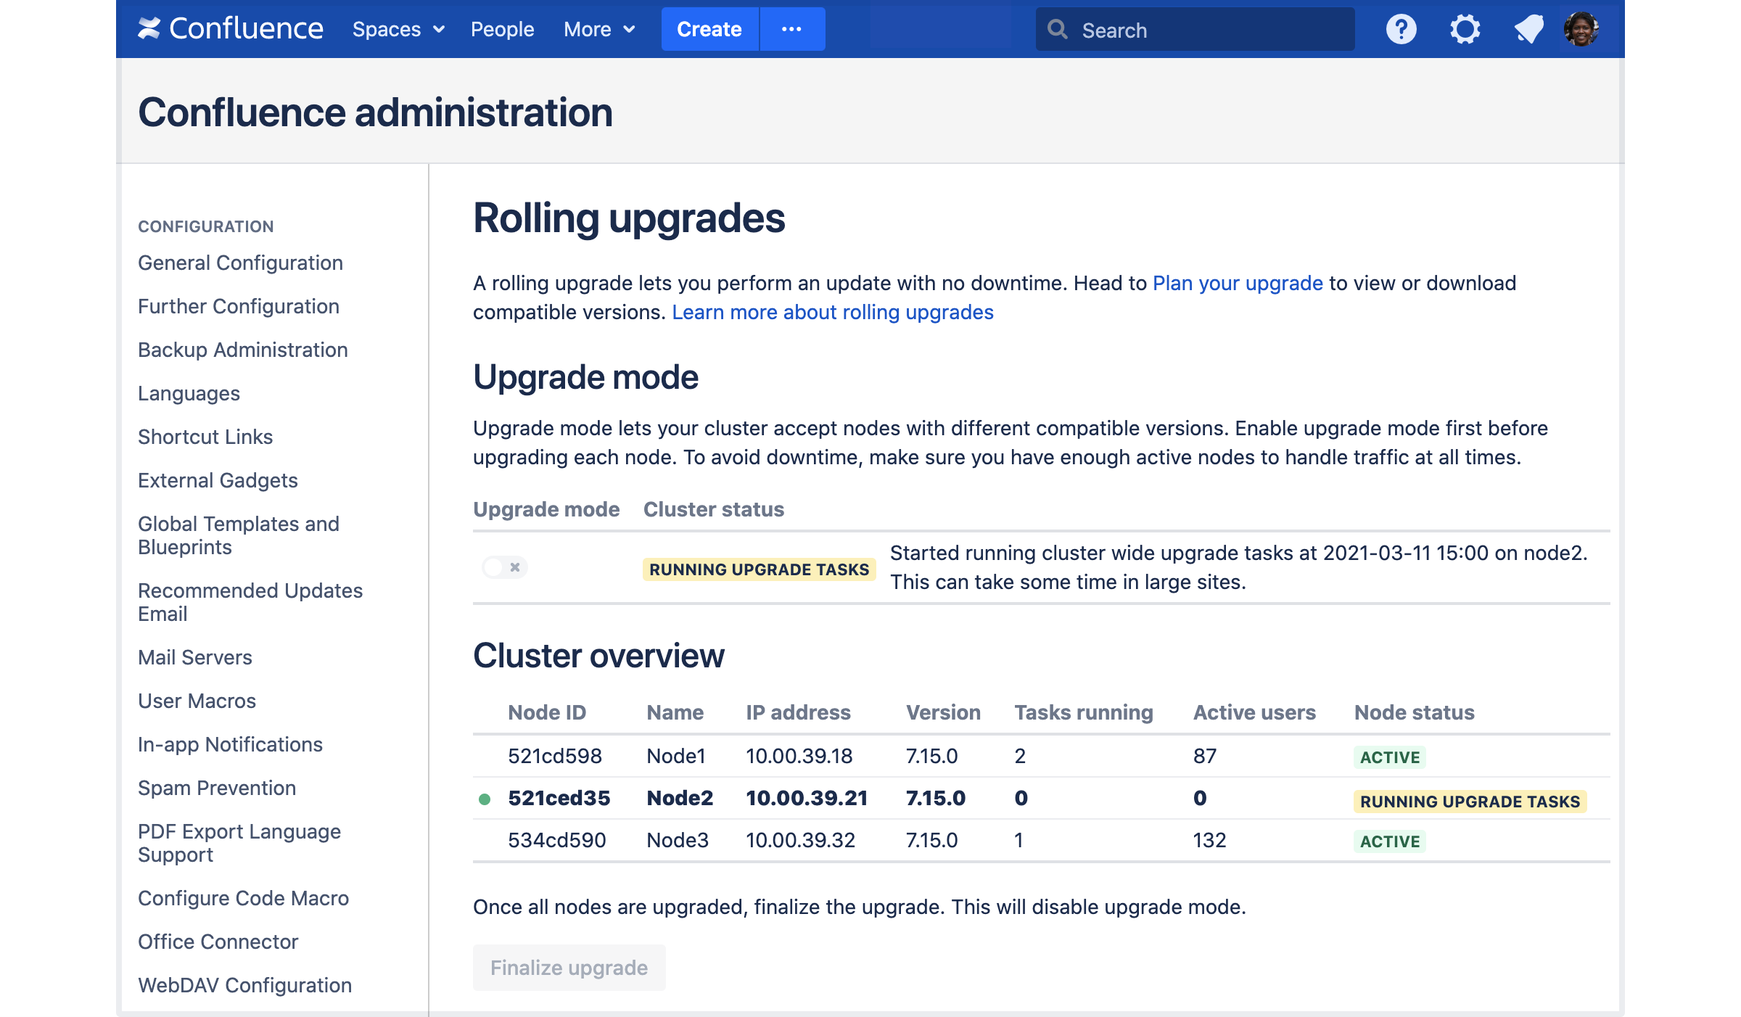 Confluence Spaces People More Create ··· Search
Confluence administration
CONFIGURATION
General Configuration
Further Configuration
Backup Administration
Languages
Shortcut Links
External Gadgets
Global Templates and
Blueprints
Recommended Updates
Email
Mail Servers
User Macros
In-app Notifications
Spam Prevention
PDF Export Language
Support
Configure Code Macro
Office Connector
WebDAV Configuration
Rolling upgrades
A rolling upgrade lets you perform an update with no downtime. Head to Plan your upgrade to view or download
compatible versions. Learn more about rolling upgrades
Upgrade mode
Upgrade mode lets your cluster accept nodes with different compatible versions. Enable upgrade mode first before
upgrading each node. To avoid downtime, make sure you have enough active nodes to handle traffic at all times.
Upgrade mode Cluster status
RUNNING UPGRADE TASKS Started running cluster wide upgrade tasks at 2021-03-11 15:00 on node2.
This can take some time in large sites.
Cluster overview
Node ID Name IP address Version Tasks running Active users Node status
521cd598 Node1 10.00.39.18 7.15.0 2 87 ACTIVE
521ced35 Node2 10.00.39.21 7.15.0 0 0 RUNNING UPGRADE TASKS
534cd590 Node3 10.00.39.32 7.15.0 1 132 ACTIVE
Once all nodes are upgraded, finalize the upgrade. This will disable upgrade mode.
Finalize upgrade